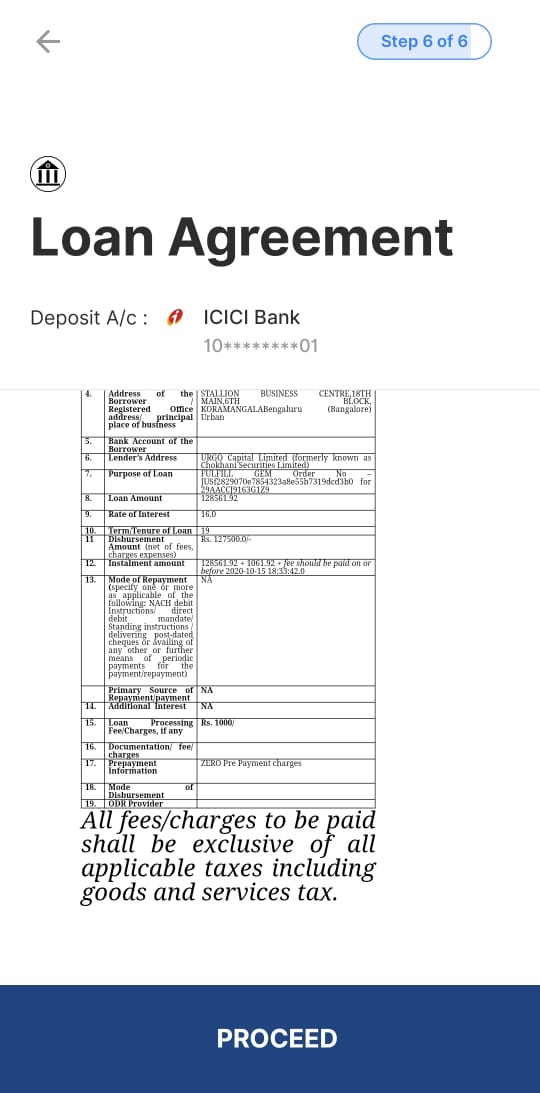 Step 6 of 6
Loan Agreement
Deposit A/c : ICICI Bank
10********01
4. Address of the STALLION BUSINESS CENTRE,18TH
Borrower / MAIN,6TH BLOCK,
Registered Office KORAMANGALABengaluru (Bangalore)
address/ principal Urban
place of business
5. Bank Account of the
Borrower
6. Lender's Address URGO Capital Limited (formerly known as
Chokhani Securities Limited)
7. Purpose of Loan FULFILL GEM Order No –
JUSf2829070e7854323a8e55b7319dcd3b0 for
29AACCJ9163G1Z9
8. Loan Amount 128561.92
9. Rate of Interest 16.0
10. Term/Tenure of Loan 19
11 Disbursement Rs. 127500.0/-
Amount (net of fees,
charges expenses)
12. Instalment amount 128561.92 + 1061.92 + fee should be paid on or
before 2020-10-15 18:33:42.0
13. Mode of Repayment NA
(specify one or more
as applicable of the
following: NACH debit
Instructions/ direct
debit mandate/
Standing instructions /
delivering post-dated
cheques or availing of
any other or further
means of periodic
payments for the
payment/repayment)
Primary Source of NA
Repayment/payment
14. Additional Interest NA
15. Loan Processing Rs. 1000/
Fee/Charges, if any
16. Documentation/ fee/
charges
17. Prepayment ZERO Pre Payment charges
Information
18. Mode of
Disbursement
19. ODR Provider
All fees/charges to be paid
shall be exclusive of all
applicable taxes including
goods and services tax.
PROCEED